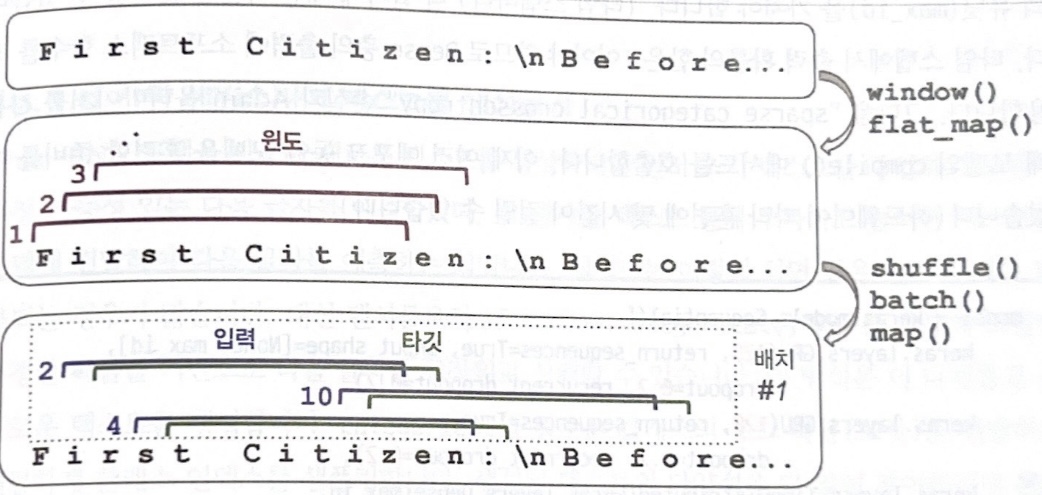 First Citizen:\nBefore...
window()
flat_map()
윈도
3
2
1
First Citizen:\nBefore...
shuffle()
batch()
map()
입력 타깃
배치
#1
2
10
4
First Citizen:\nBefore...